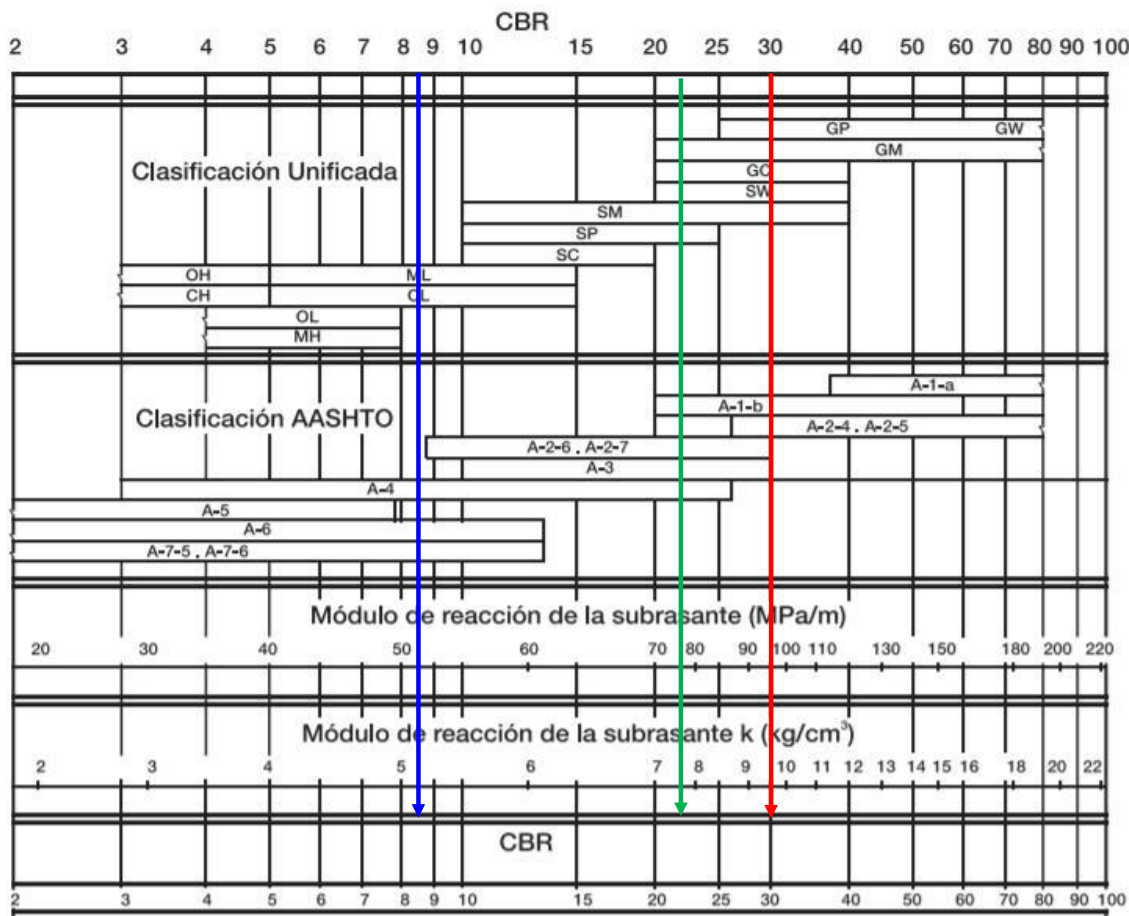 CBR
2 3 4 5 6 7 8 9 10 15 20 25 30 40 50 60 70 80 90 100
GP GW
GM
Clasificación Unificada
GC
SW
SM
SP
SC
OH ML
CH CL
OL
MH
A-1-a
A-1-b
Clasificación AASHTO
A-2-4 . A-2-5
A-2-6 . A-2-7
A-3
A-4
A-5
A-6
A-7-5 . A-7-6
Módulo de reacción de la subrasante (MPa/m)
20 30 40 50 60 70 80 90 100 110 130 150 180 200 220
Módulo de reacción de la subrasante k (kg/cm³)
2 3 4 5 6 7 8 9 10 11 12 13 14 15 16 18 20 22
CBR
2 3 4 5 6 7 8 9 10 15 20 25 30 40 50 60 70 80 90 100